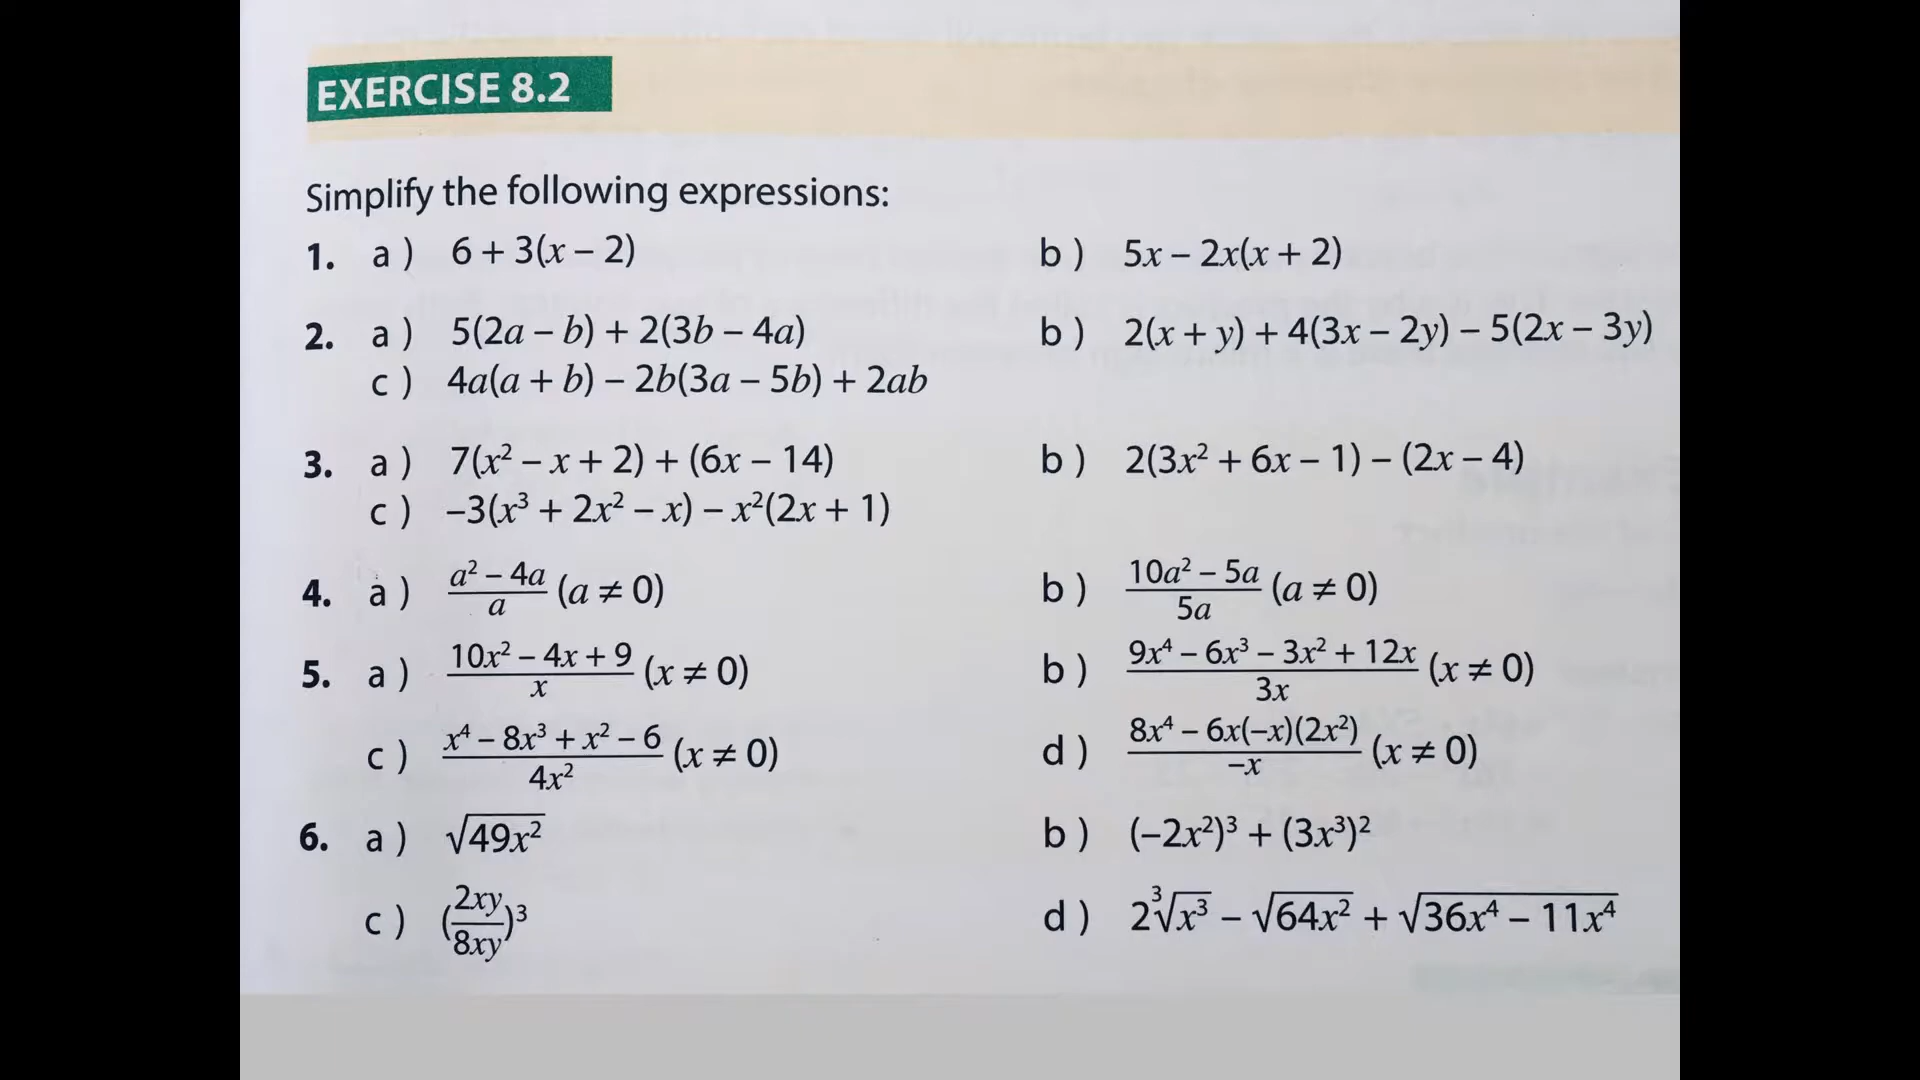 EXERCISE 8.2
Simplify the following expressions:
1. a) 6 + 3(x – 2) b) 5x – 2x(x + 2)
2. a) 5(2a – b) + 2(3b – 4a) b) 2(x + y) + 4(3x – 2y) – 5(2x – 3y)
c) 4a(a + b) – 2b(3a – 5b) + 2ab
3. a) 7(x² – x + 2) + (6x – 14) b) 2(3x² + 6x – 1) – (2x – 4)
c) –3(x³ + 2x² – x) – x²(2x + 1)
4. a) (a² – 4a)/a (a ≠ 0) b) (10a² – 5a)/5a (a ≠ 0)
5. a) (10x² – 4x + 9)/x (x ≠ 0) b) (9x⁴ – 6x³ – 3x² + 12x)/3x (x ≠ 0)
c) (x⁴ – 8x³ + x² – 6)/4x² (x ≠ 0) d) (8x⁴ – 6x(–x)(2x²))/–x (x ≠ 0)
6. a) √(49x²) b) (–2x²)³ + (3x³)²
c) (2xy/8xy)³ d) 2∛(x³) – √(64x²) + √(36x⁴ – 11x⁴)